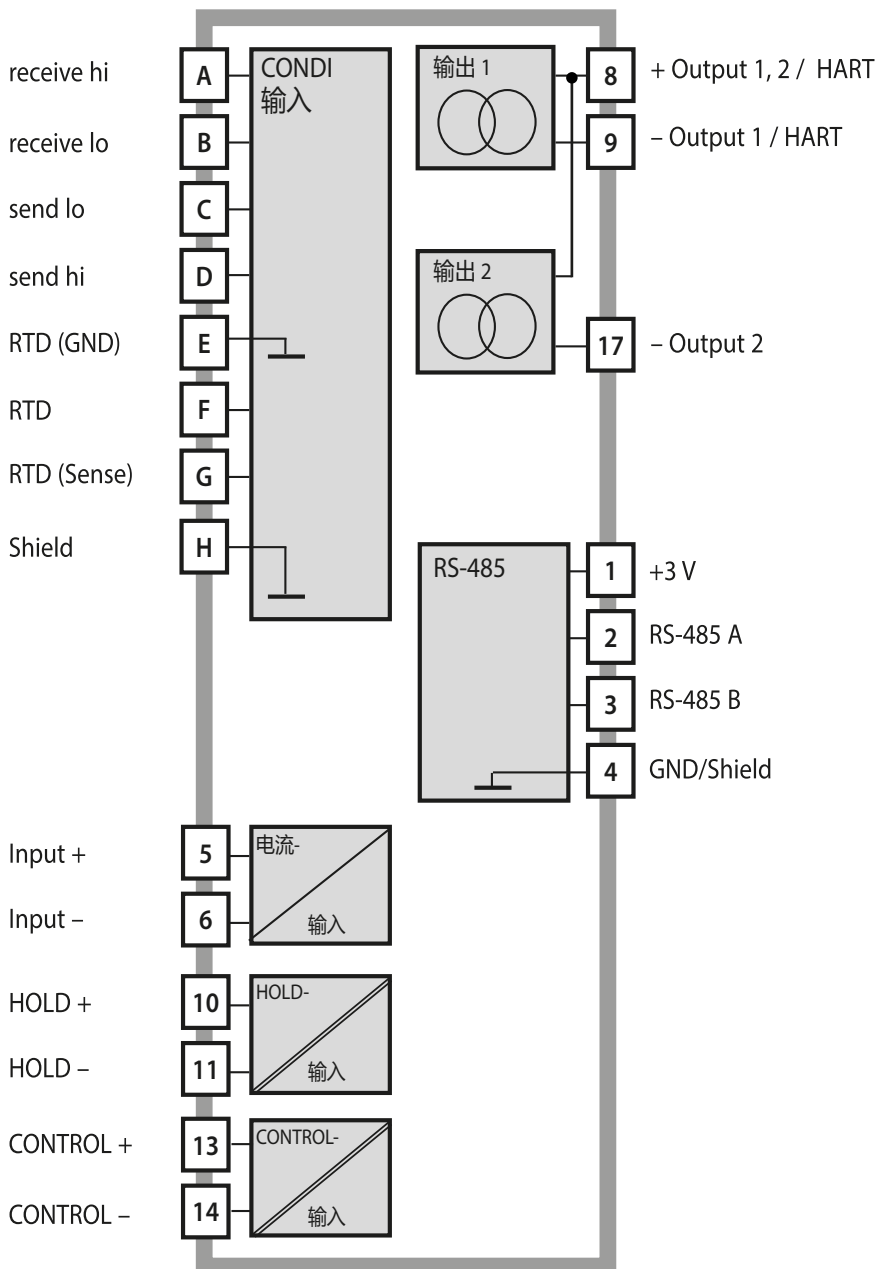 receive hi
A
CONDI
输入
receive lo
B
send lo
C
send hi
D
RTD (GND)
E
RTD
F
RTD (Sense)
G
Shield
H
输出 1
8
+ Output 1, 2 / HART
9
– Output 1 / HART
输出 2
17
– Output 2
RS-485
1
+3 V
2
RS-485 A
3
RS-485 B
4
GND/Shield
Input +
5
电流-
Input –
6
输入
HOLD +
10
HOLD-
HOLD –
11
输入
CONTROL +
13
CONTROL-
CONTROL –
14
输入